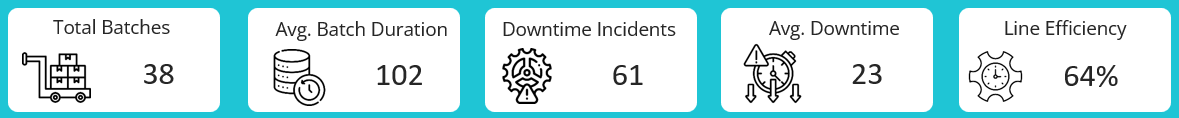 Total Batches
38
Avg. Batch Duration
102
Downtime Incidents
61
Avg. Downtime
23
Line Efficiency
64%